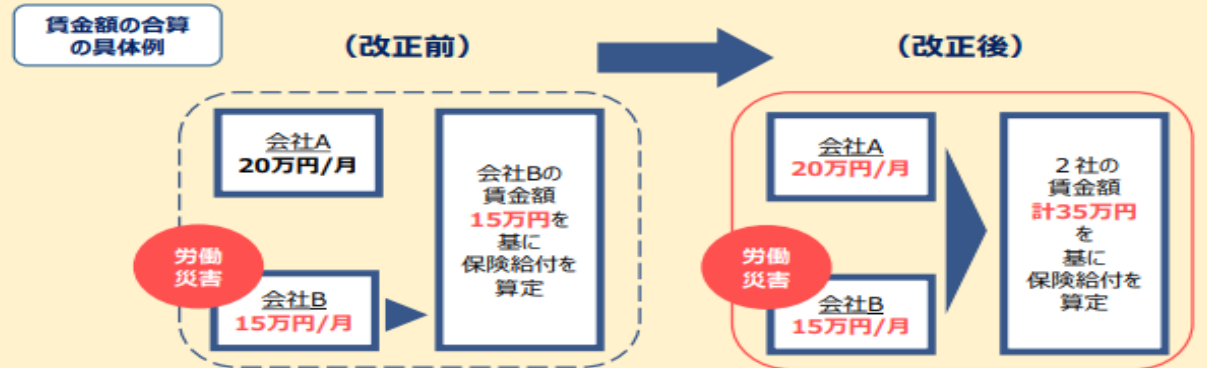 賃金額の合算
の具体例
（改正前）
（改正後）
会社A
20万円/月
労働
災害
会社B
15万円/月
会社Bの
賃金額
15万円を
基に
保険給付を
算定
会社A
20万円/月
労働
災害
会社B
15万円/月
２社の
賃金額
計35万円
を
基に
保険給付を
算定